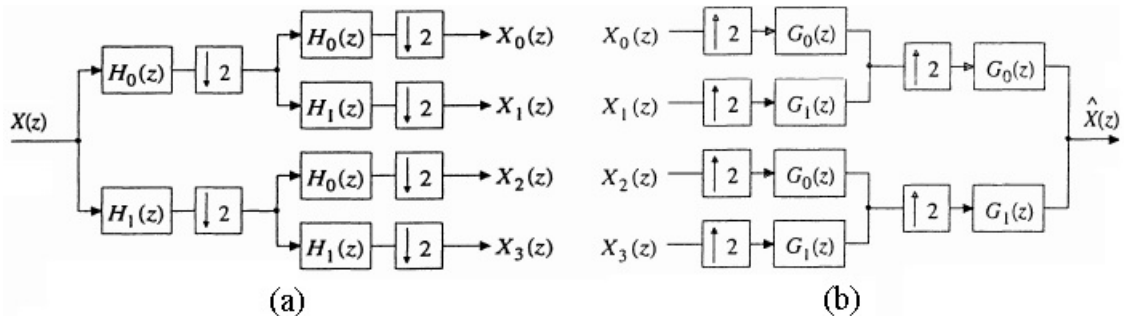 H₀(z) ↓ 2 X₀(z)
H₀(z) ↓ 2
H₁(z) ↓ 2 X₁(z)
X(z)
H₀(z) ↓ 2 X₂(z)
H₁(z) ↓ 2
H₁(z) ↓ 2 X₃(z)
(a)
X₀(z) ↑ 2 G₀(z)
↑ 2 G₀(z)
X₁(z) ↑ 2 G₁(z)
X̂(z)
X₂(z) ↑ 2 G₀(z)
↑ 2 G₁(z)
X₃(z) ↑ 2 G₁(z)
(b)